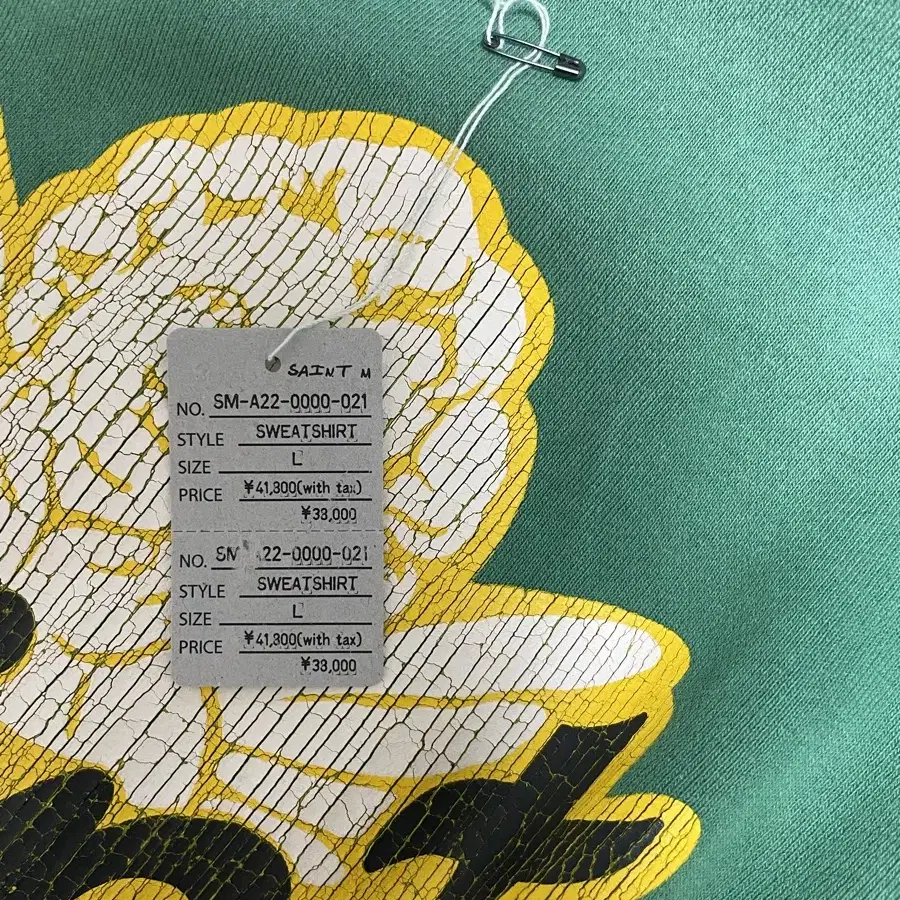 SAINT M
NO. SM-A22-0000-021
STYLE SWEATSHIRT
SIZE L
PRICE ¥41,800(with tax)
¥38,000
NO. SM A22-0000-021
STYLE SWEATSHIRT
SIZE L
PRICE ¥41,800(with tax)
¥38,000